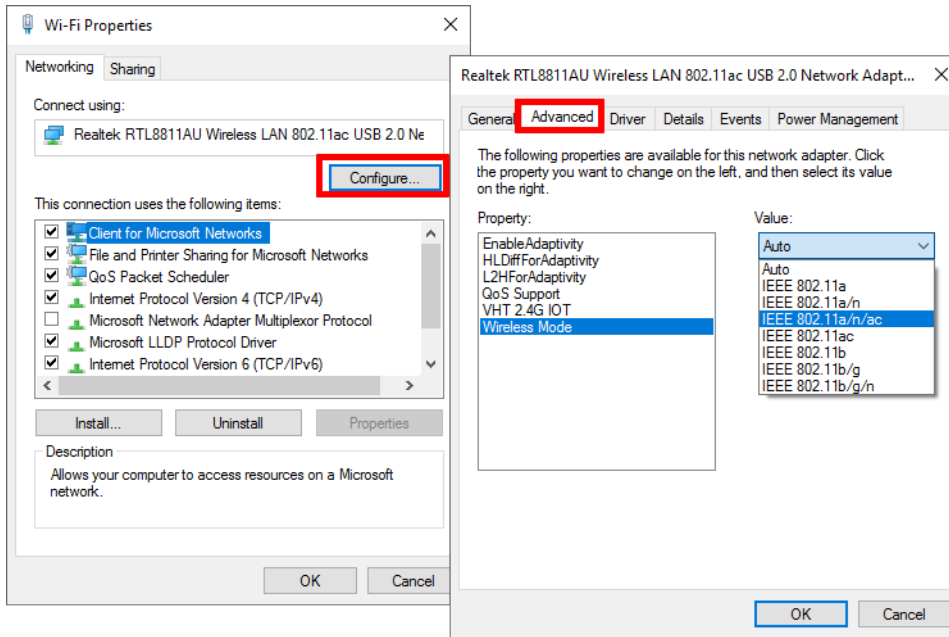 Wi-Fi Properties
Networking
Sharing
Connect using:
Realtek RTL8811AU Wireless LAN 802.11ac USB 2.0 Ne
Configure...
This connection uses the following items:
Client for Microsoft Networks
File and Printer Sharing for Microsoft Networks
QoS Packet Scheduler
Internet Protocol Version 4 (TCP/IPv4)
Microsoft Network Adapter Multiplexor Protocol
Microsoft LLDP Protocol Driver
Internet Protocol Version 6 (TCP/IPv6)
Install...
Uninstall
Properties
Description
Allows your computer to access resources on a Microsoft
network.
OK
Cancel
Realtek RTL8811AU Wireless LAN 802.11ac USB 2.0 Network Adapt...
General
Advanced
Driver
Details
Events
Power Management
The following properties are available for this network adapter. Click
the property you want to change on the left, and then select its value
on the right.
Property:
EnableAdaptivity
HLDiffForAdaptivity
L2HForAdaptivity
QoS Support
VHT 2.4G IOT
Wireless Mode
Value:
Auto
Auto
IEEE 802.11a
IEEE 802.11a/n
IEEE 802.11a/n/ac
IEEE 802.11ac
IEEE 802.11b
IEEE 802.11b/g
IEEE 802.11b/g/n
OK
Cancel